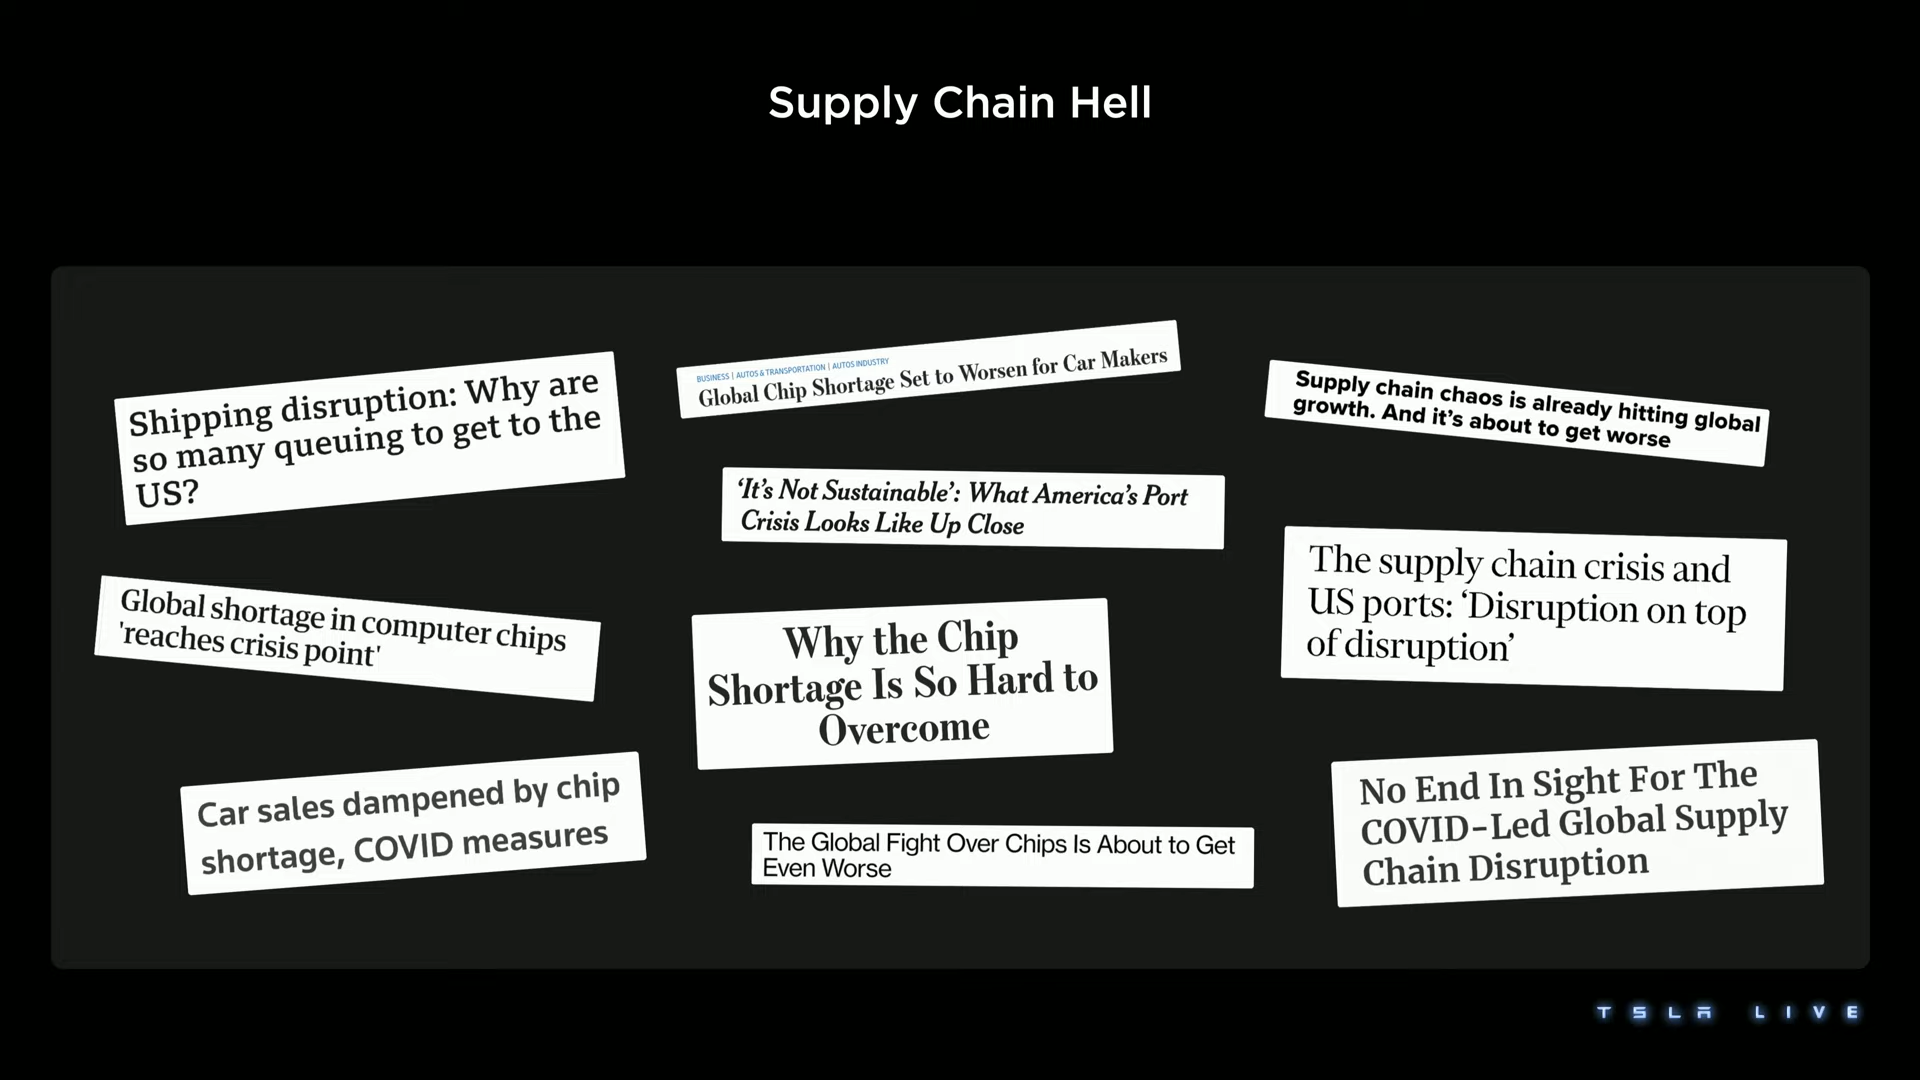 Supply Chain Hell
Shipping disruption: Why are
so many queuing to get to the
US?
Global shortage in computer chips
'reaches crisis point'
Car sales dampened by chip
shortage, COVID measures
BUSINESS | AUTOS & TRANSPORTATION | AUTOS INDUSTRY
Global Chip Shortage Set to Worsen for Car Makers
‘It’s Not Sustainable’: What America’s Port
Crisis Looks Like Up Close
Why the Chip
Shortage Is So Hard to
Overcome
The Global Fight Over Chips Is About to Get
Even Worse
Supply chain chaos is already hitting global
growth. And it’s about to get worse
The supply chain crisis and
US ports: ‘Disruption on top
of disruption’
No End In Sight For The
COVID-Led Global Supply
Chain Disruption
TSLA LIVE